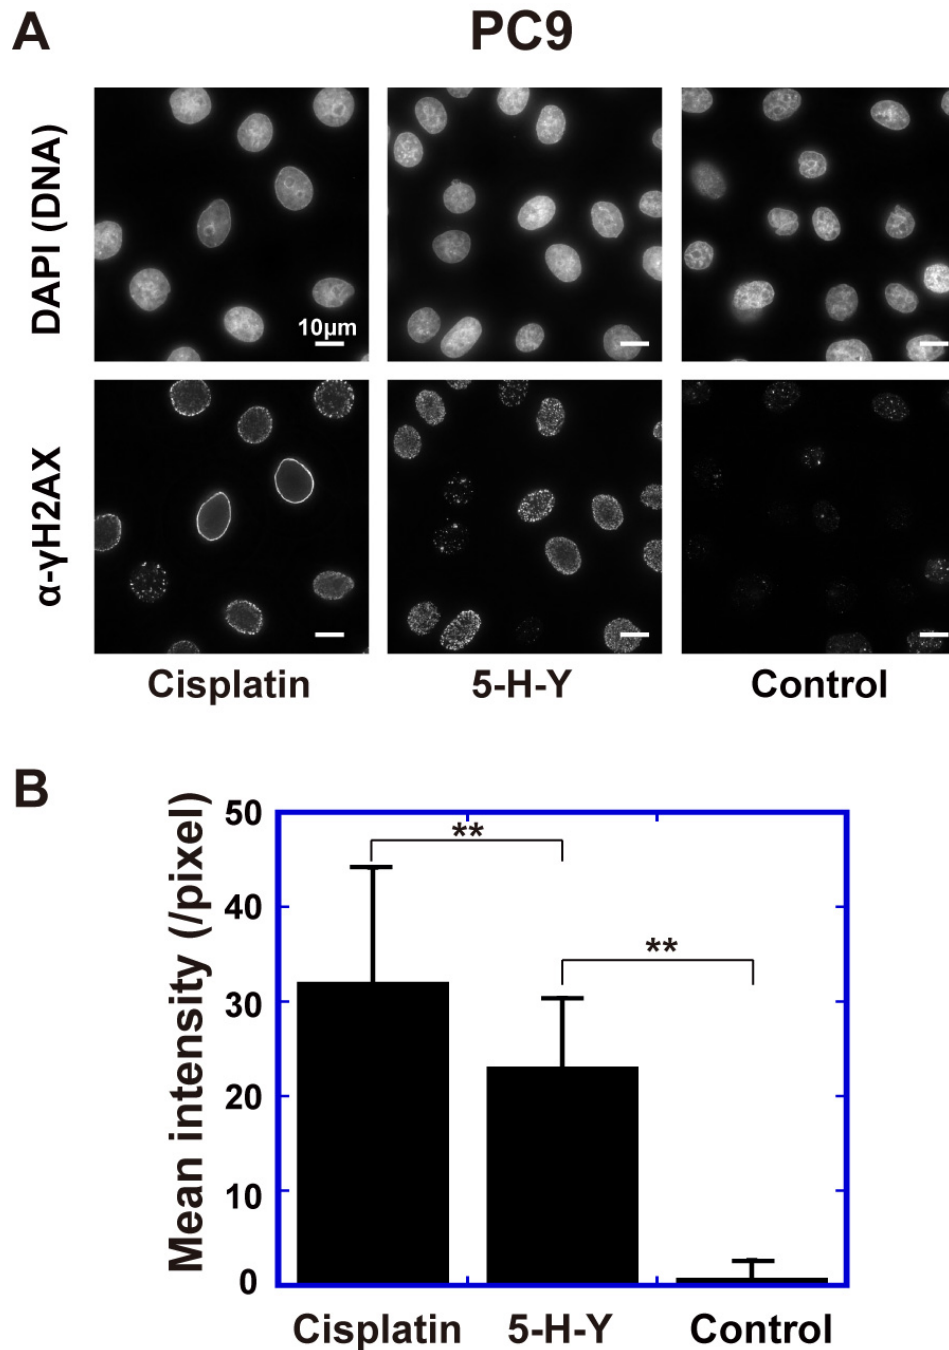 A
PC9
DAPI (DNA)
10μm
α-γH2AX
Cisplatin 5-H-Y Control
B
Mean intensity (/pixel)
50
40
30
20
10
0
**
**
Cisplatin 5-H-Y Control